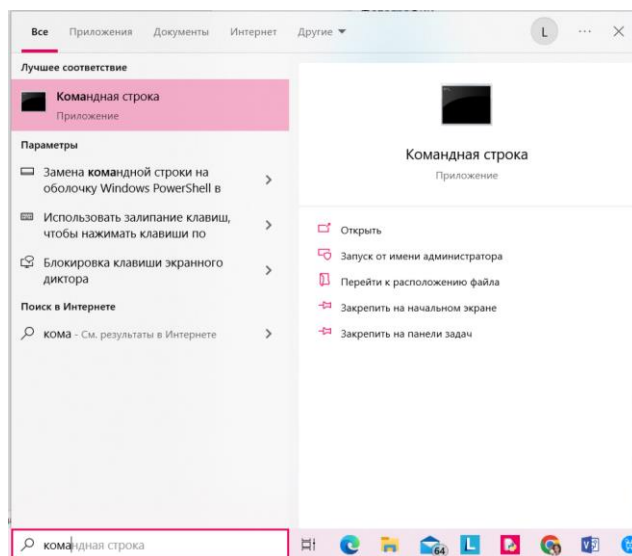 Все Приложения Документы Интернет Другие
L
Лучшее соответствие
Командная строка
Приложение
Параметры
Замена командной строки на
оболочку Windows PowerShell в
Использовать залипание клавиш,
чтобы нажимать клавиши по
Блокировка клавиши экранного
диктора
Поиск в Интернете
кома - См. результаты в Интернете
Командная строка
Приложение
Открыть
Запуск от имени администратора
Перейти к расположению файла
Закрепить на начальном экране
Закрепить на панели задач
командная строка
64 L